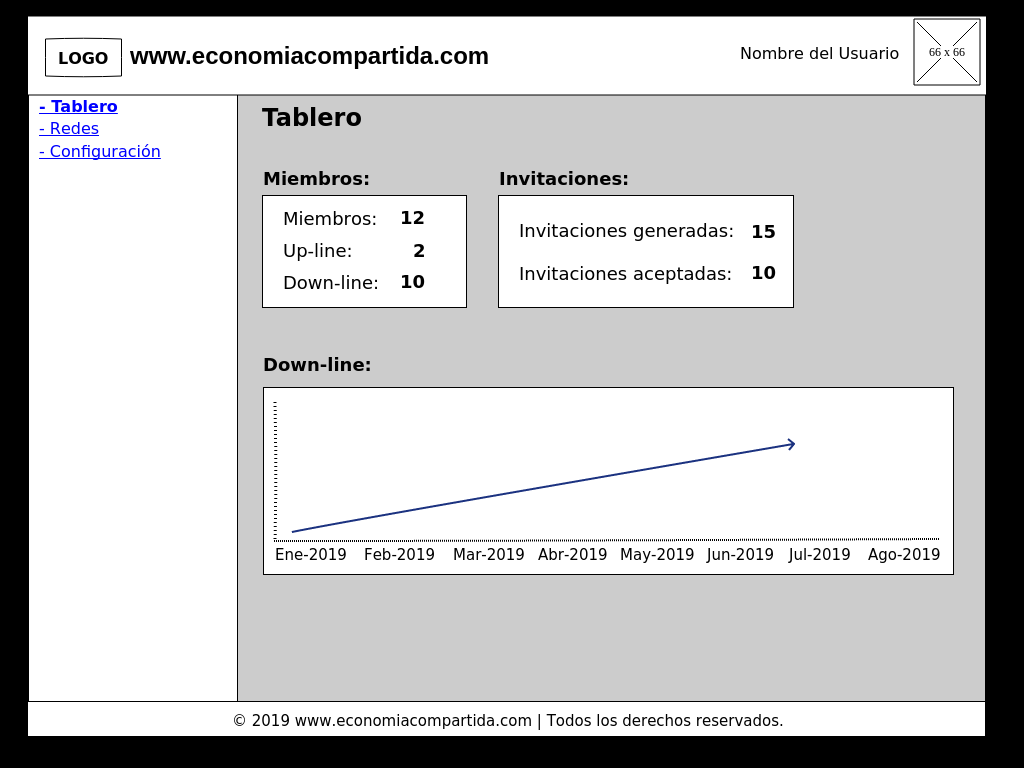 LOGO www.economiacompartida.com Nombre del Usuario 66 x 66
- Tablero
- Redes
- Configuración
Tablero
Miembros:
Miembros: 12
Up-line: 2
Down-line: 10
Invitaciones:
Invitaciones generadas: 15
Invitaciones aceptadas: 10
Down-line:
Ene-2019 Feb-2019 Mar-2019 Abr-2019 May-2019 Jun-2019 Jul-2019 Ago-2019
© 2019 www.economiacompartida.com | Todos los derechos reservados.